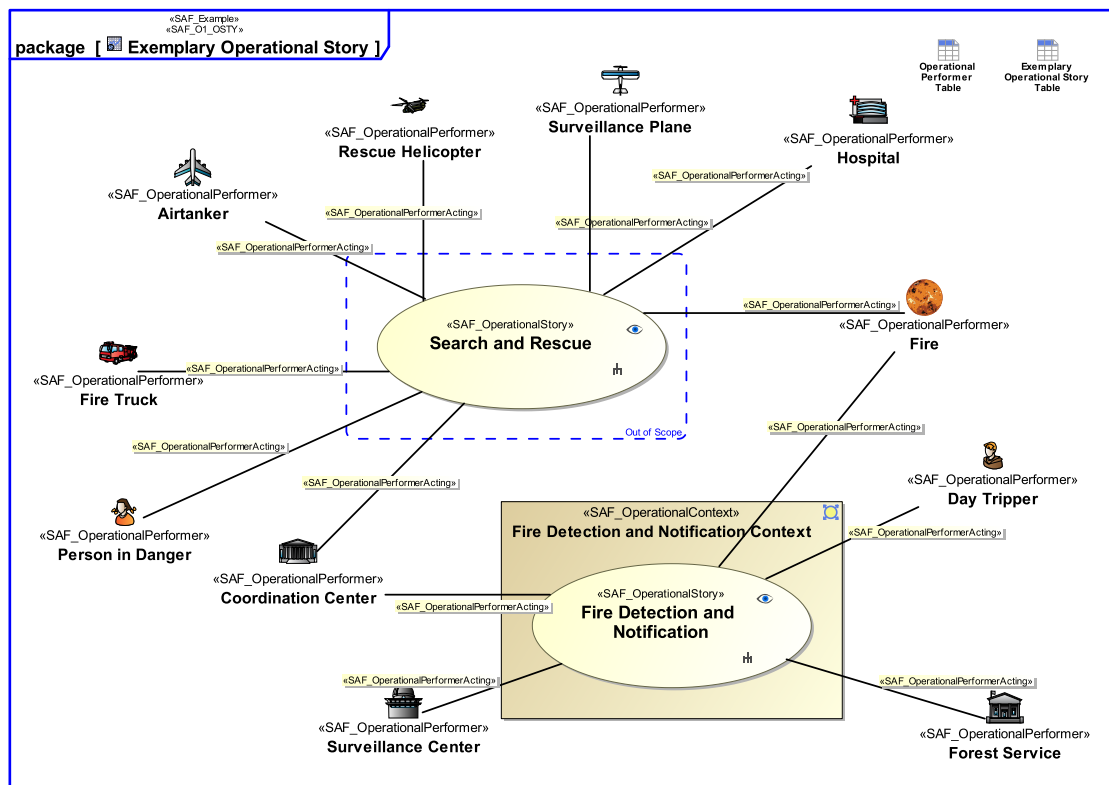 «SAF_Example»
«SAF_O1_OSTY»
package [ Exemplary Operational Story ]
Operational
Performer
Table
Exemplary
Operational Story
Table
«SAF_OperationalPerformer»
Surveillance Plane
«SAF_OperationalPerformer»
Rescue Helicopter
«SAF_OperationalPerformer»
Hospital
«SAF_OperationalPerformerActing»
«SAF_OperationalPerformer»
Airtanker
«SAF_OperationalPerformerActing»
«SAF_OperationalPerformerActing»
«SAF_OperationalPerformerActing»
«SAF_OperationalPerformerActing»
«SAF_OperationalPerformer»
Fire
«SAF_OperationalStory»
Search and Rescue
«SAF_OperationalPerformerActing»
«SAF_OperationalPerformer»
Fire Truck
Out of Scope
«SAF_OperationalPerformerActing»
«SAF_OperationalPerformerActing»
«SAF_OperationalPerformerActing»
«SAF_OperationalPerformer»
Day Tripper
«SAF_OperationalPerformer»
Person in Danger
«SAF_OperationalContext»
Fire Detection and Notification Context
«SAF_OperationalPerformerActing»
«SAF_OperationalPerformer»
Coordination Center
«SAF_OperationalPerformerActing»
«SAF_OperationalStory»
Fire Detection and
Notification
«SAF_OperationalPerformerActing»
«SAF_OperationalPerformerActing»
«SAF_OperationalPerformer»
Surveillance Center
«SAF_OperationalPerformer»
Forest Service